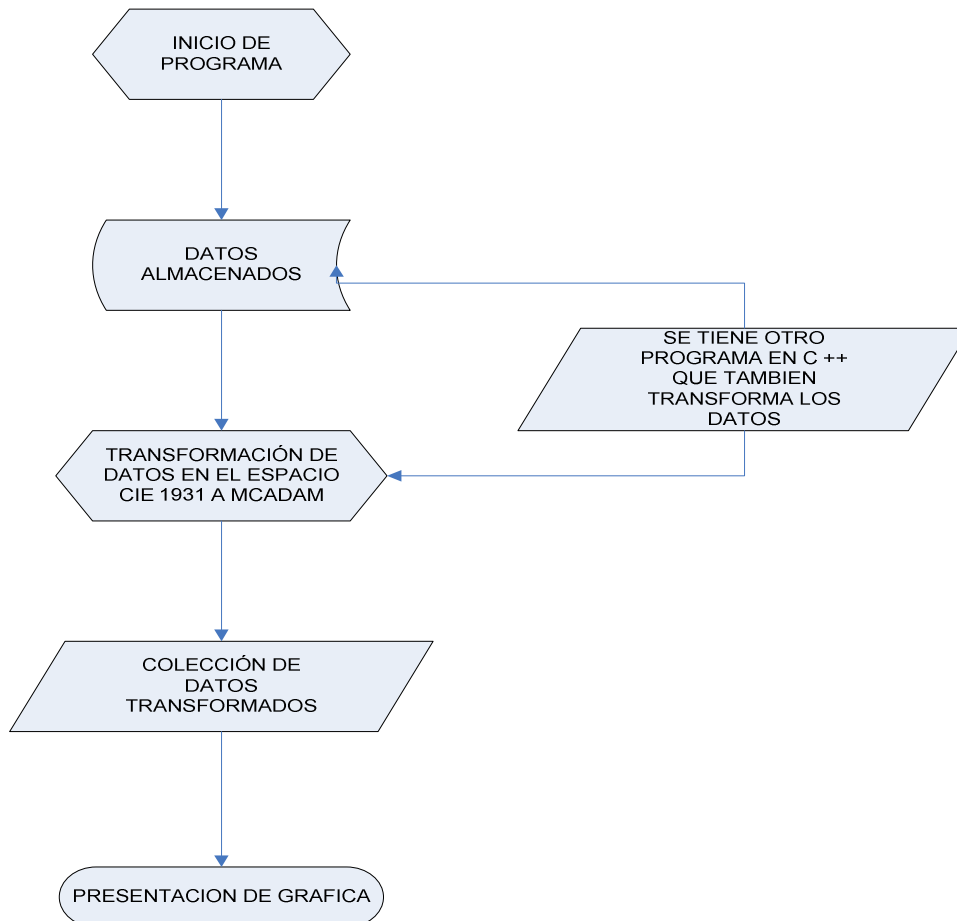 INICIO DE
PROGRAMA
DATOS
ALMACENADOS
SE TIENE OTRO
PROGRAMA EN C ++
QUE TAMBIEN
TRANSFORMA LOS
DATOS
TRANSFORMACIÓN DE
DATOS EN EL ESPACIO
CIE 1931 A MCADAM
COLECCIÓN DE
DATOS
TRANSFORMADOS
PRESENTACION DE GRAFICA